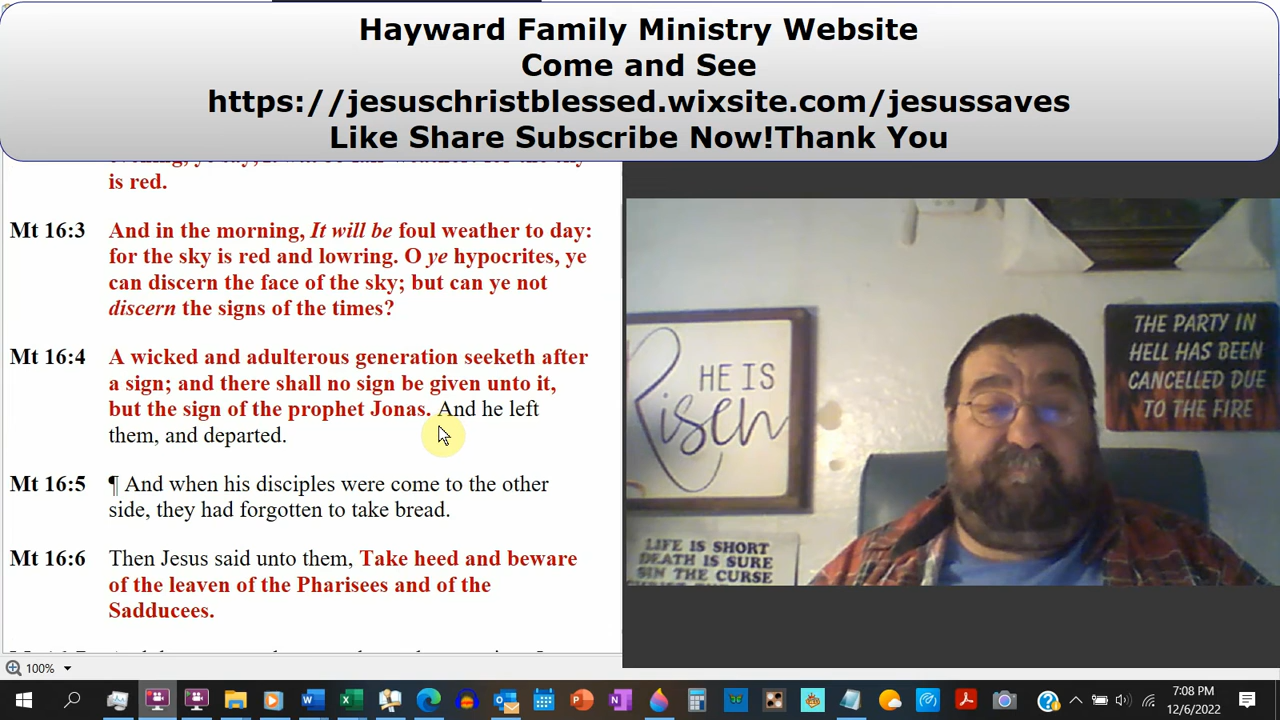 Hayward Family Ministry Website
Come and See
https://jesuschristblessed.wixsite.com/jesussaves
Like Share Subscribe Now!Thank You
is red.
Mt 16:3 And in the morning, It will be foul weather to day:
for the sky is red and lowring. O ye hypocrites, ye
can discern the face of the sky; but can ye not
discern the signs of the times?
Mt 16:4 A wicked and adulterous generation seeketh after
a sign; and there shall no sign be given unto it,
but the sign of the prophet Jonas. And he left
them, and departed.
Mt 16:5 ¶ And when his disciples were come to the other
side, they had forgotten to take bread.
Mt 16:6 Then Jesus said unto them, Take heed and beware
of the leaven of the Pharisees and of the
Sadducees.
HE IS
Risen
THE PARTY IN
HELL HAS BEEN
CANCELLED DUE
TO THE FIRE
LIFE IS SHORT
DEATH IS SURE
SIN THE CURSE
100%
7:08 PM
12/6/2022